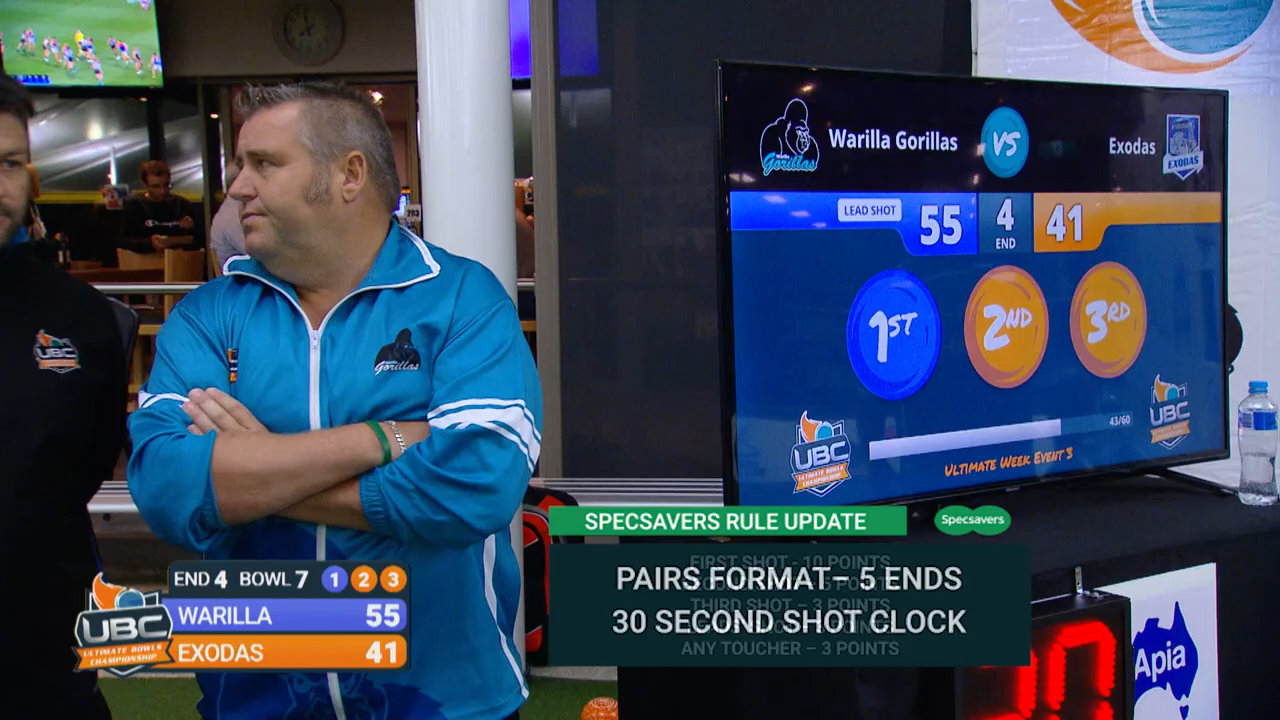 Warilla Gorillas
VS
Exodas
Gorillas
EXODAS
LEAD SHOT
55
4
END
41
1ST
2ND
3RD
43/60
UBC
ULTIMATE BOWLS
CHAMPIONSHIP
UBC
ULTIMATE WEEK EVENT 3
UBC
Gorillas
203
SPECSAVERS RULE UPDATE
Specsavers
FIRST SHOT - 10 POINTS
PAIRS FORMAT– 5 ENDS
THIRD SHOT – 3 POINTS
30 SECOND SHOT CLOCK
ANY TOUCHER – 3 POINTS
END 4 BOWL 7 1 2 3
WARILLA 55
EXODAS 41
UBC
ULTIMATE BOWLS
CHAMPIONSHIP
Apia